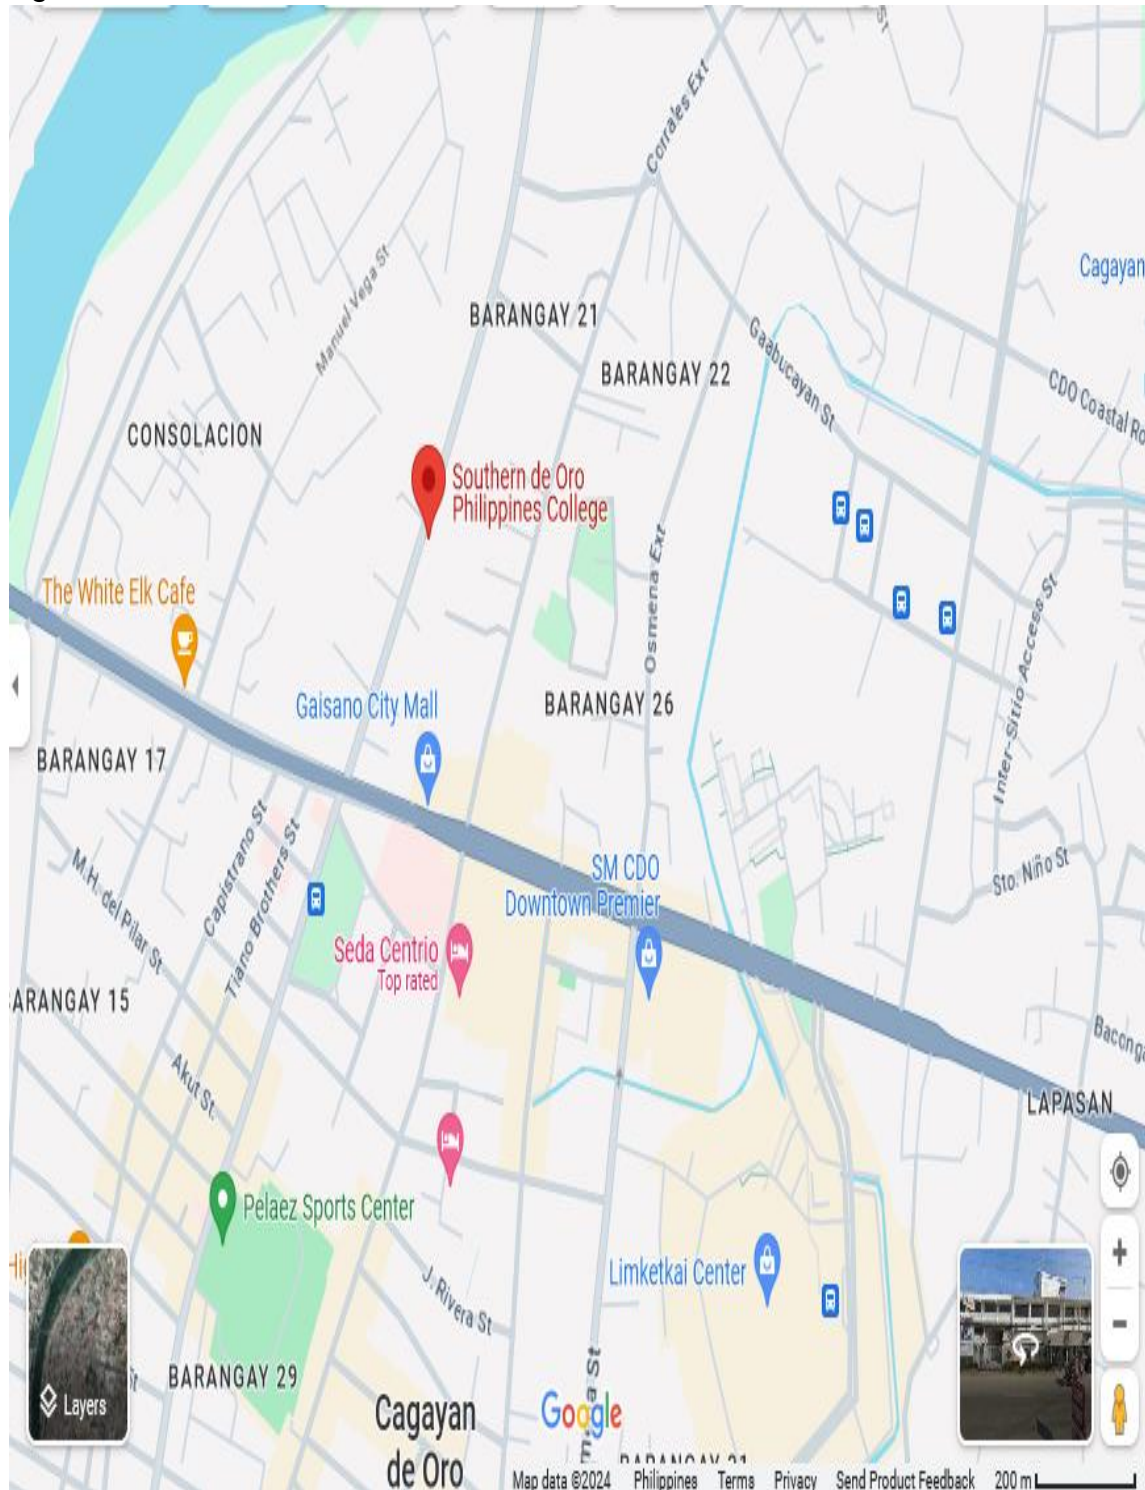 Corrales Ext
Cagayan
Manuel Vega St
BARANGAY 21
BARANGAY 22
Gaabucayan St
CDO Coastal Ro
CONSOLACION
Southern de Oro
Philippines College
The White Elk Cafe
Osmena Ext
Inter-Sitio Access St
Gaisano City Mall
BARANGAY 26
BARANGAY 17
Capistrano St
Tiano Brothers St
M.H. del Pilar St
SM CDO
Downtown Premier
Sto. Niño St
Seda Centrio
Top rated
ARANGAY 15
Bacong
Akut St.
LAPASAN
Pelaez Sports Center
Limketkai Center
J. Rivera St
BARANGAY 29
Layers
Cagayan
de Oro
Google
Map data ©2024 Philippines Terms Privacy Send Product Feedback 200 m